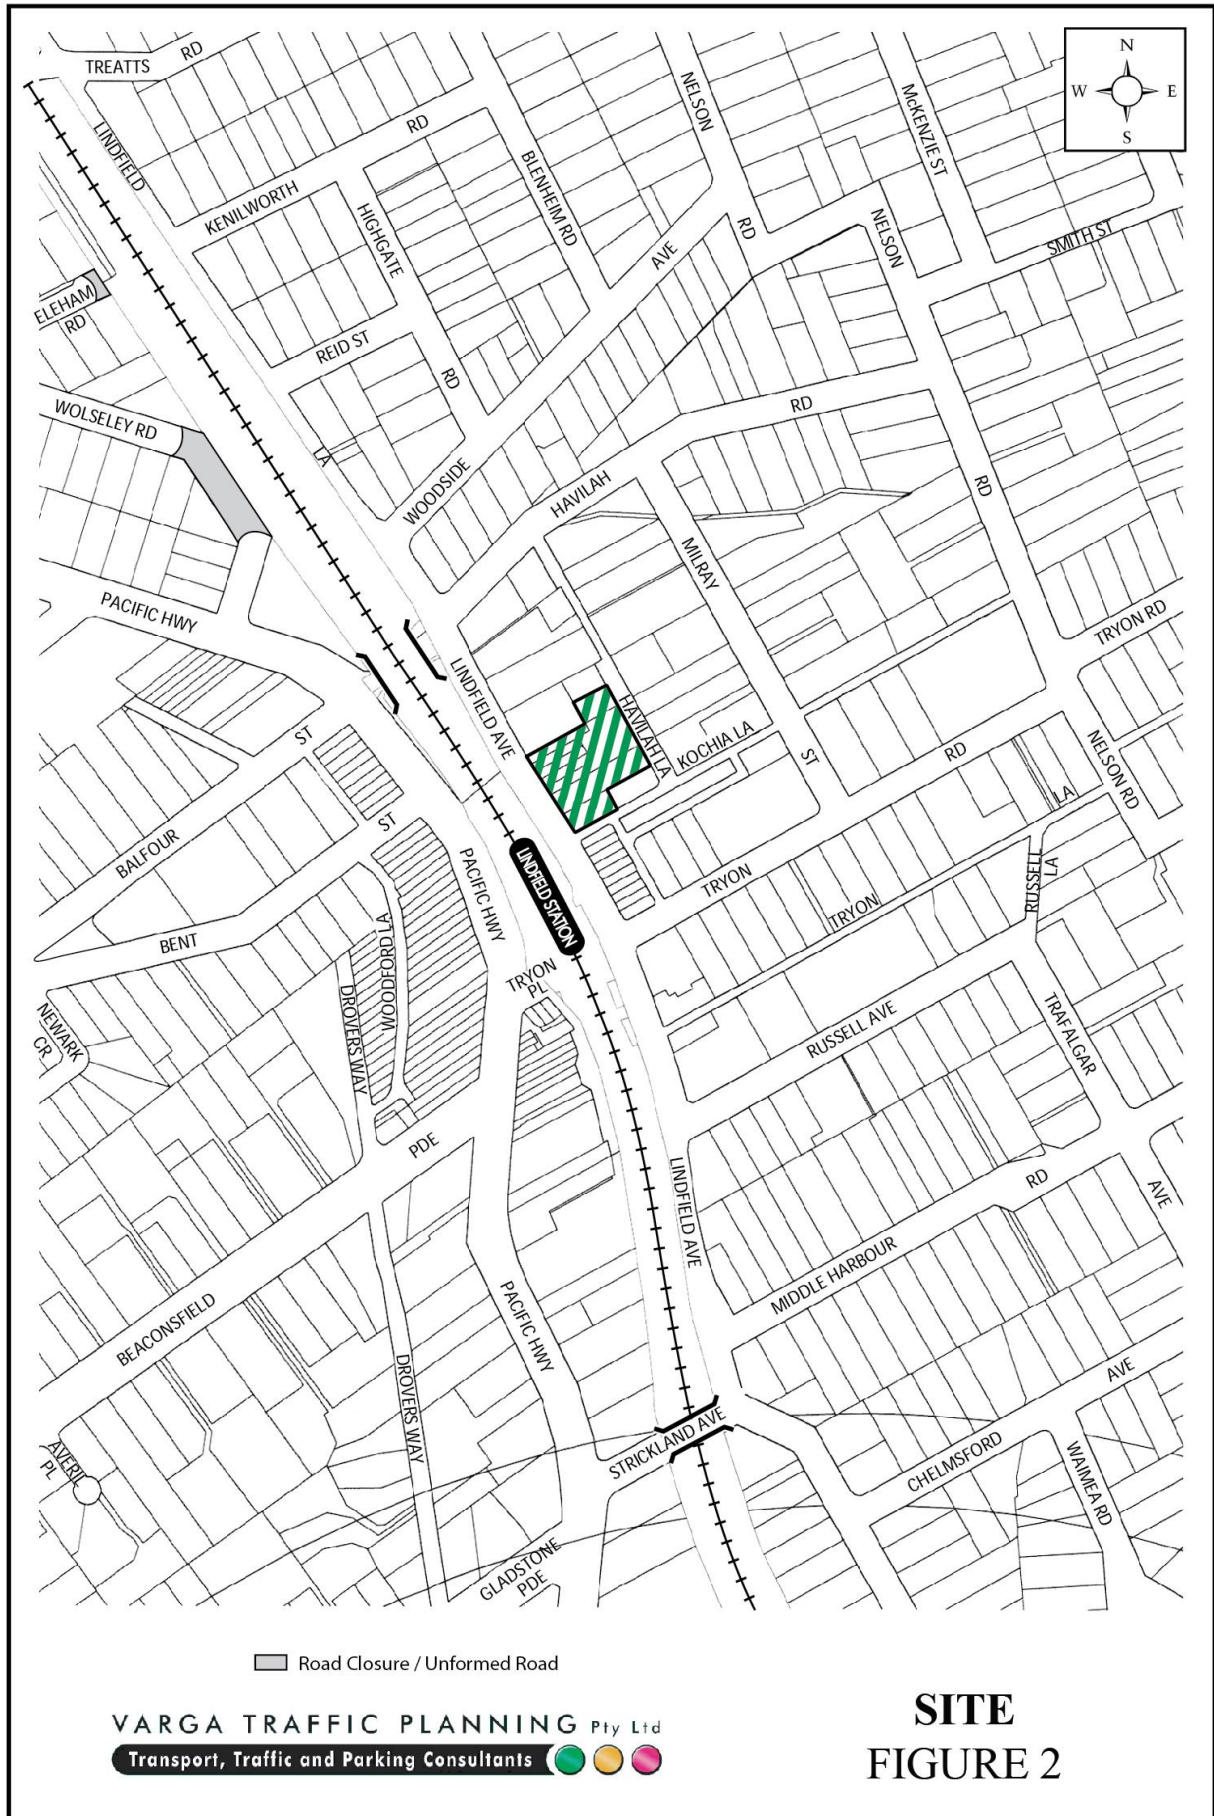 TREATTS
RD
N
W
E
S
LINDFIELD
RD
KENILWORTH
HIGHGATE
BLENHEIM RD
NELSON
McKENZIE ST
RD
NELSON
SMITH ST
AVE
ELEHAM
RD
REID ST
RD
WOLSELEY RD
LA
WOODSIDE
HAVILAH
RD
RD
PACIFIC HWY
MILRAY
TRYON RD
LINDFIELD AVE
HAVILAH LA
KOCHIA LA
ST
RD
NELSON RD
ST
ST
BALFOUR
PACIFIC HWY
LINDFIELD STATION
TRYON
LA
RUSSELL
LA
TRYON
BENT
WOODFORD LA
DROVERS WAY
TRYON
PL
NEWARK
CR
RUSSELL AVE
TRAFALGAR
PDE
LINDFIELD AVE
RD
AVE
MIDDLE HARBOUR
BEACONSFIELD
PACIFIC HWY
DROVERS WAY
AVE
STRICKLAND AVE
CHELMSFORD
WAIMEA RD
AVERIL
PL
GLADSTONE
PDE
Road Closure / Unformed Road
VARGA TRAFFIC PLANNING Pty Ltd
Transport, Traffic and Parking Consultants
SITE
FIGURE 2